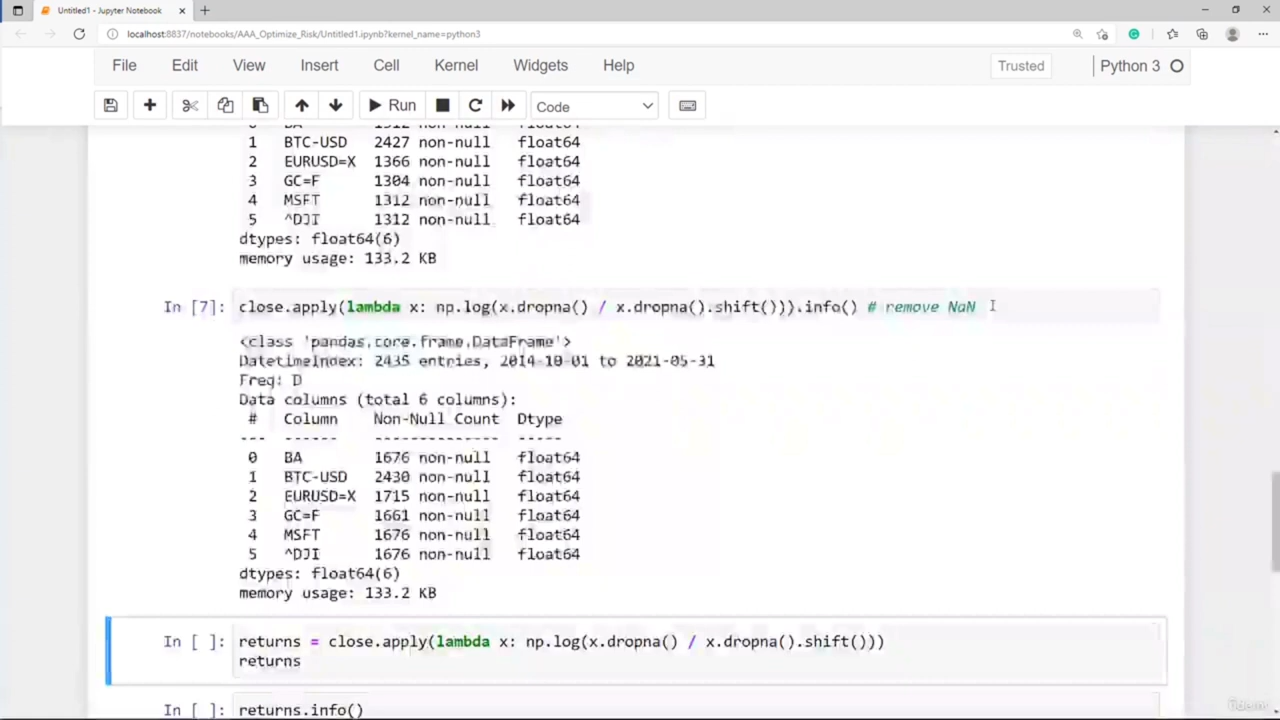 Untitled1 - Jupyter Notebook
localhost:8837/notebooks/AAA_Optimize_Risk/Untitled1.ipynb?kernel_name=python3
File Edit View Insert Cell Kernel Widgets Help Trusted Python 3
Run Code
1 BTC-USD 2427 non-null float64
2 EURUSD=X 1366 non-null float64
3 GC=F 1304 non-null float64
4 MSFT 1312 non-null float64
5 ^DJI 1312 non-null float64
dtypes: float64(6)
memory usage: 133.2 KB
In [7]: close.apply(lambda x: np.log(x.dropna() / x.dropna().shift())).info() # remove NaN
<class 'pandas.core.frame.DataFrame'>
DatetimeIndex: 2435 entries, 2014-10-01 to 2021-05-31
Freq: D
Data columns (total 6 columns):
# Column Non-Null Count Dtype
--- ------ -------------- -----
0 BA 1676 non-null float64
1 BTC-USD 2430 non-null float64
2 EURUSD=X 1715 non-null float64
3 GC=F 1661 non-null float64
4 MSFT 1676 non-null float64
5 ^DJI 1676 non-null float64
dtypes: float64(6)
memory usage: 133.2 KB
In [ ]: returns = close.apply(lambda x: np.log(x.dropna() / x.dropna().shift()))
returns
In [ ]: returns.info()